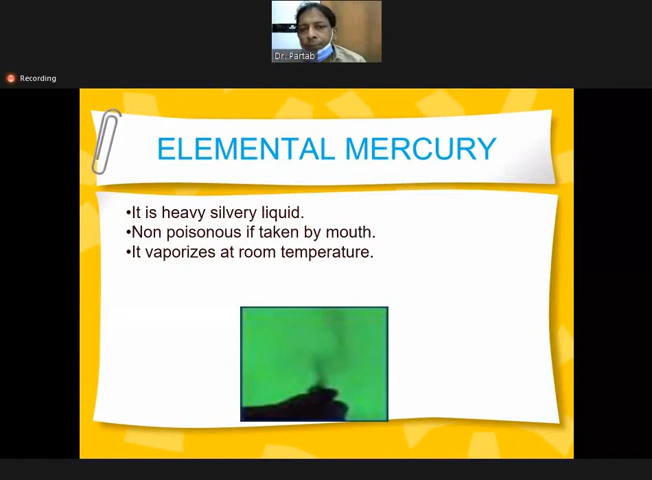 Dr. Partab
Recording
ELEMENTAL MERCURY
•It is heavy silvery liquid.
•Non poisonous if taken by mouth.
•It vaporizes at room temperature.